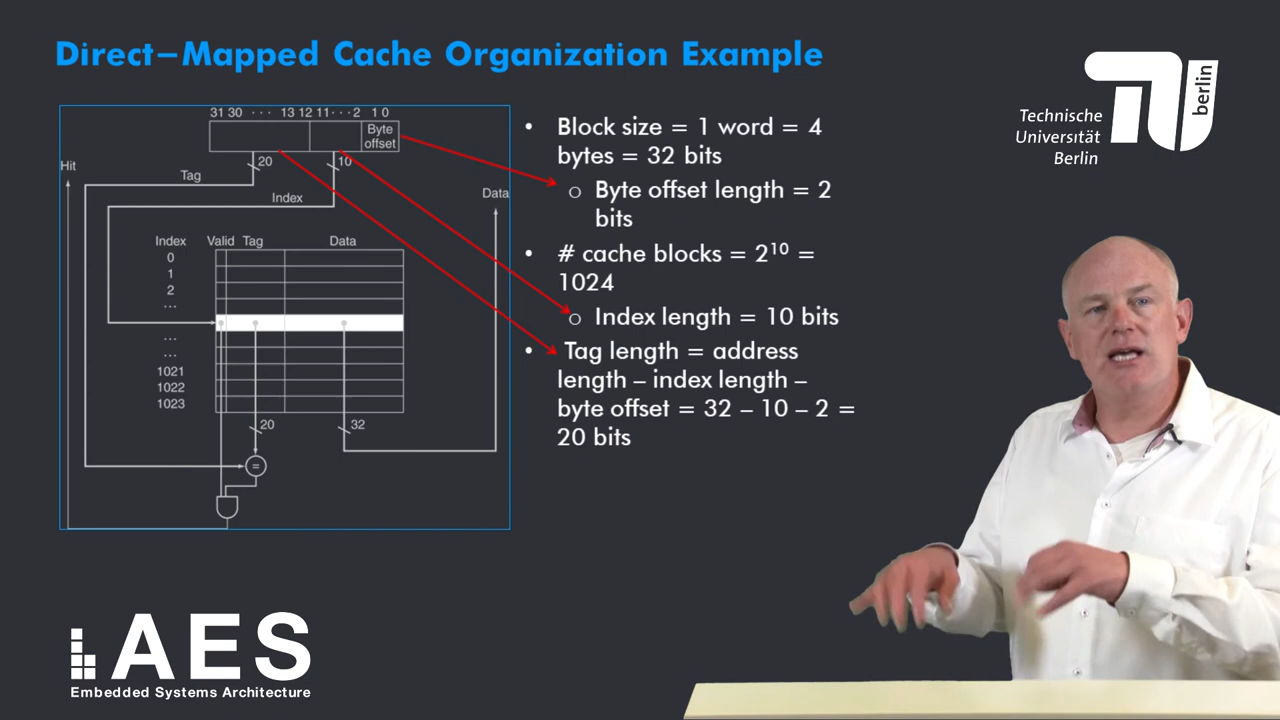 Direct–Mapped Cache Organization Example
Technische
Universität
Berlin
berlin
31 30 · · · 13 12 11 · · · 2 1 0
Byte
offset
Hit
20
10
Tag
Index
Data
Index Valid Tag Data
0
1
2
...
...
...
1021
1022
1023
20
32
=
• Block size = 1 word = 4
bytes = 32 bits
o Byte offset length = 2
bits
• # cache blocks = 2¹⁰ =
1024
o Index length = 10 bits
• Tag length = address
length – index length –
byte offset = 32 – 10 – 2 =
20 bits
AES
Embedded Systems Architecture